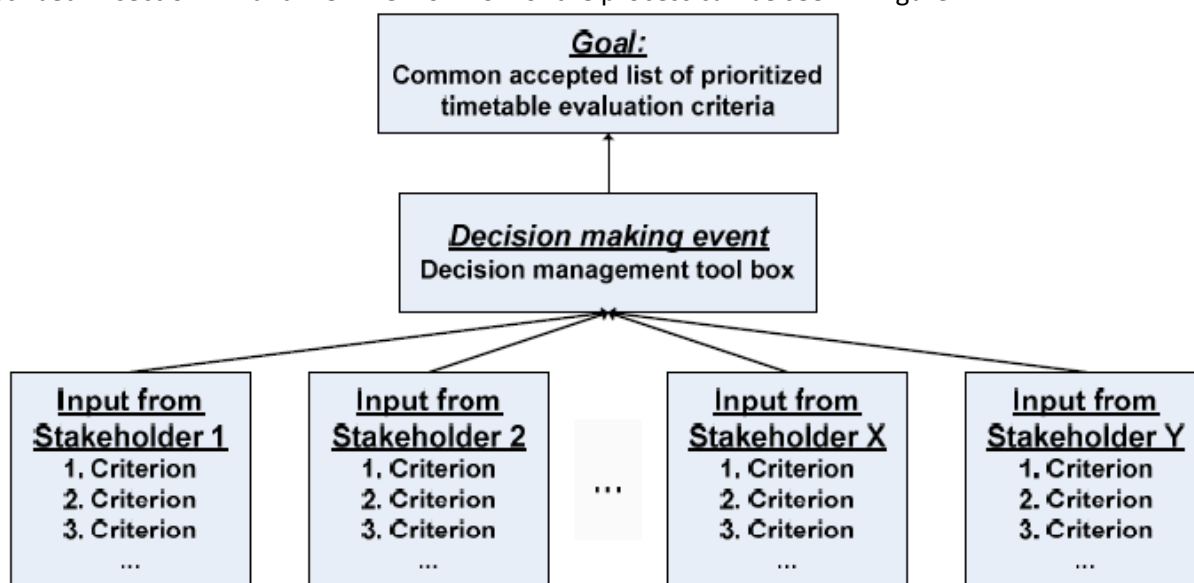 Goal:
Common accepted list of prioritized
timetable evaluation criteria
Decision making event
Decision management tool box
Input from
Stakeholder 1
1. Criterion
2. Criterion
3. Criterion
...
Input from
Stakeholder 2
1. Criterion
2. Criterion
3. Criterion
...
...
Input from
Stakeholder X
1. Criterion
2. Criterion
3. Criterion
...
Input from
Stakeholder Y
1. Criterion
2. Criterion
3. Criterion
...